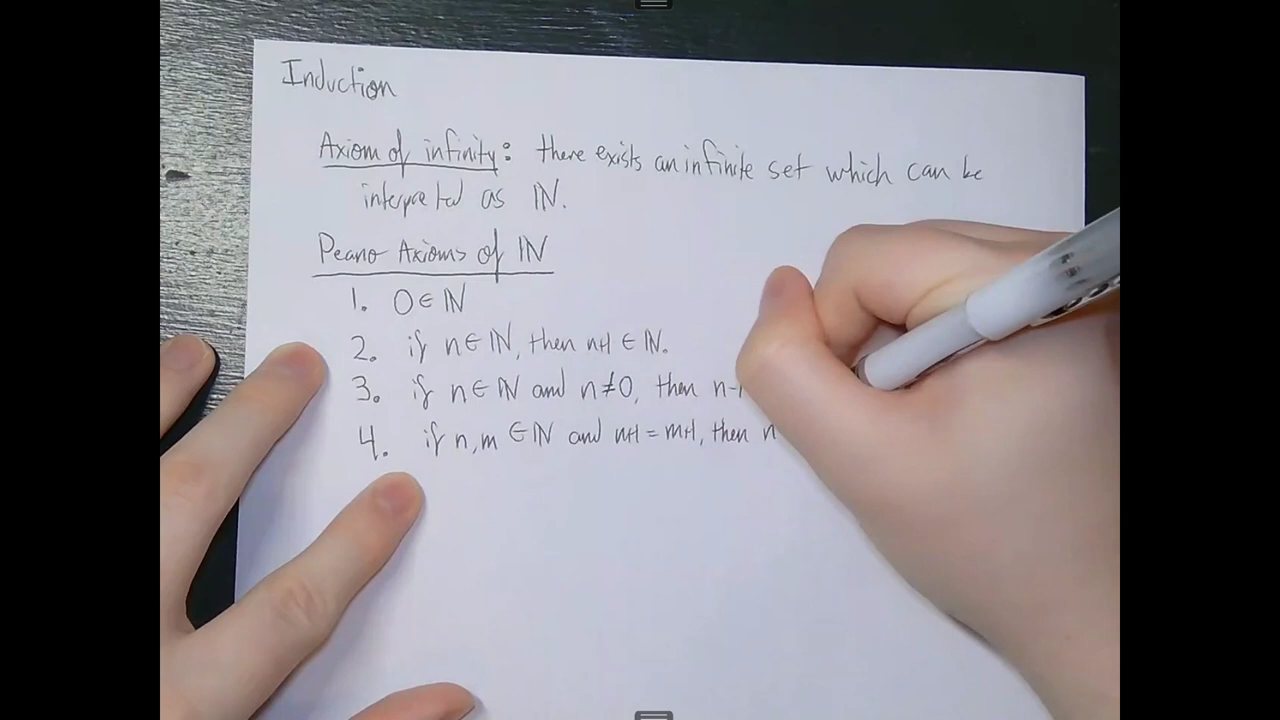 Induction
Axiom of infinity: there exists an infinite set which can be
interpreted as ℕ.
Peano Axioms of ℕ
1. 0∈ℕ
2. if n∈ℕ, then n+1 ∈ℕ.
3. if n∈ℕ and n≠0, then n-
4. if n,m ∈ℕ and n+1=m+1, then n